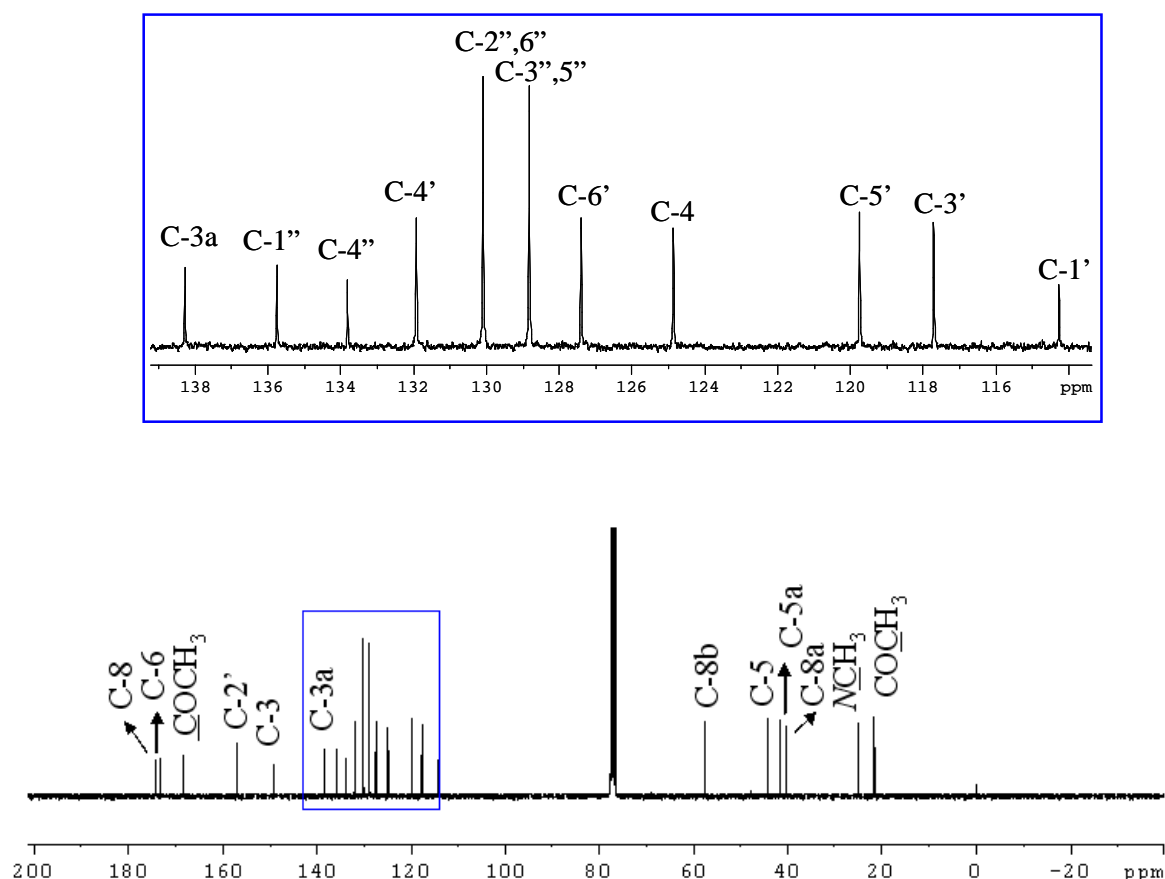 C-2”,6”
C-3”,5”
C-4’
C-6’
C-4
C-5’
C-3’
C-3a
C-1”
C-4”
C-1’
138 136 134 132 130 128 126 124 122 120 118 116 ppm
C-8
C-6
COCH3
C-2’
C-3
C-3a
C-8b
C-5
C-5a
C-8a
NCH3
COCH3
200 180 160 140 120 100 80 60 40 20 0 -20 ppm